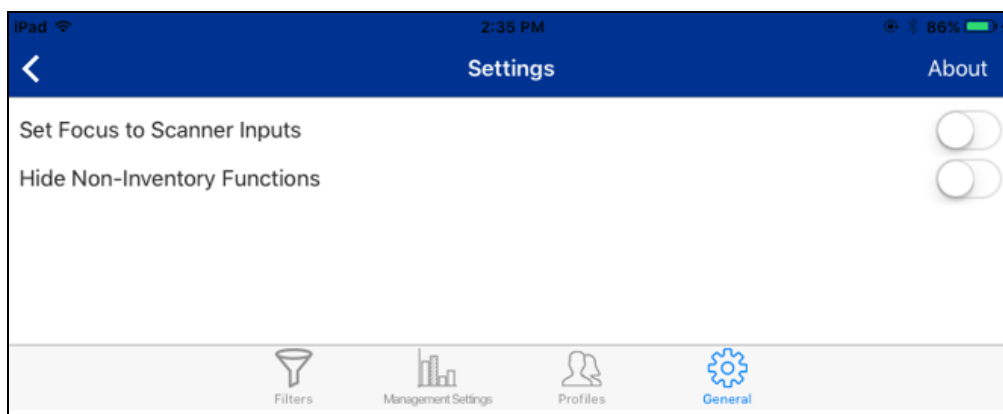 iPad 2:35 PM 86%
Settings About
Set Focus to Scanner Inputs
Hide Non-Inventory Functions
Filters Management Settings Profiles General